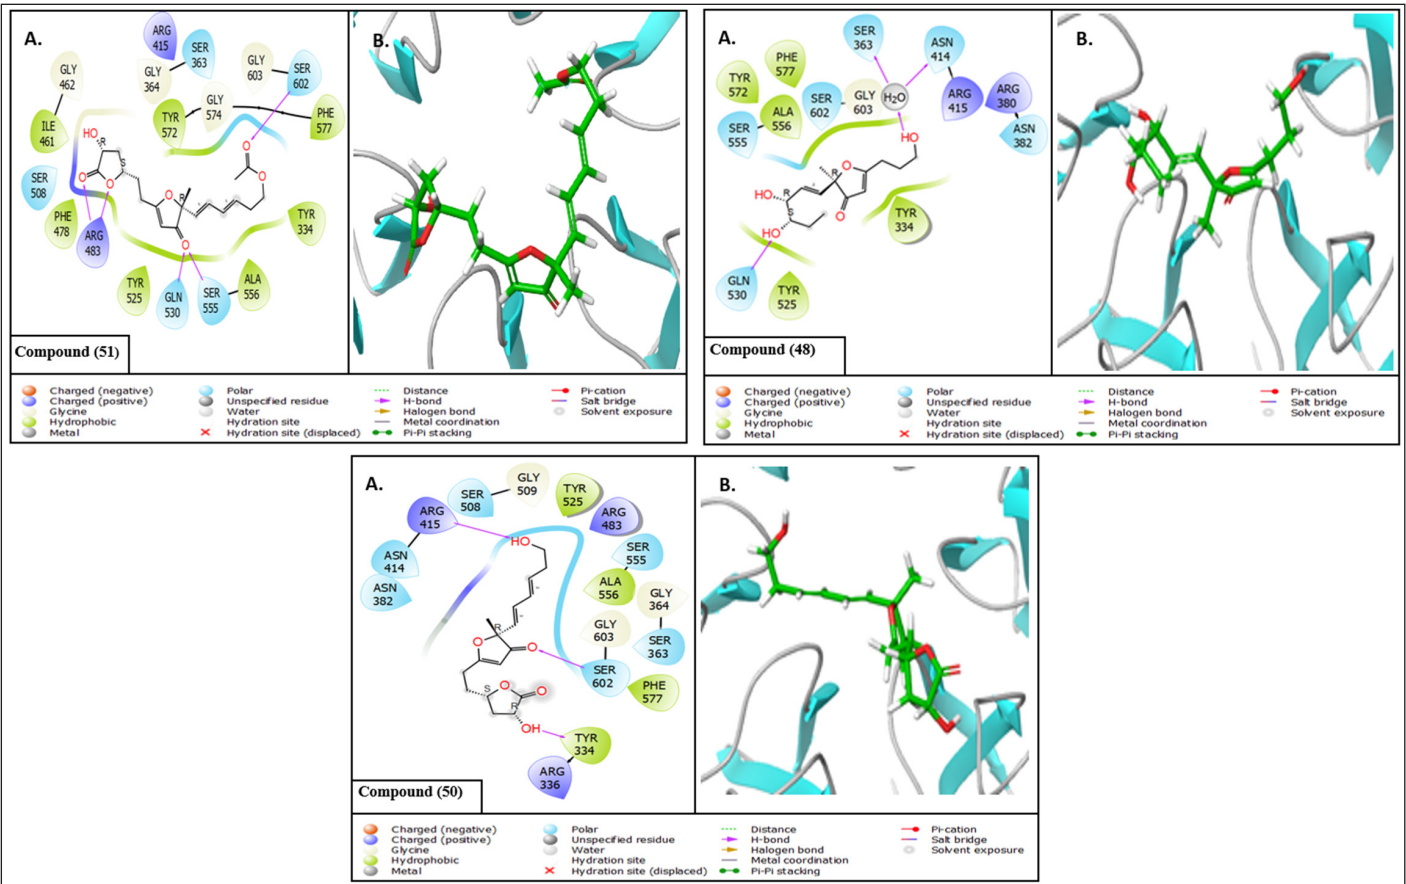 A.
ARG
415
SER
363
GLY
603
SER
602
GLY
462
GLY
364
GLY
574
PHE
577
TYR
572
ILE
461
HO
R
S
O
O
O
O
SER
508
O
R
TYR
334
PHE
478
ARG
483
O
TYR
525
GLN
530
SER
555
ALA
556
Compound (51)
B.
Charged (negative)
Charged (positive)
Glycine
Hydrophobic
Metal
Polar
Unspecified residue
Water
Hydration site
Hydration site (displaced)
Distance
H-bond
Halogen bond
Metal coordination
Pi-Pi stacking
Pi-cation
Salt bridge
Solvent exposure
A.
SER
363
ASN
414
PHE
577
TYR
572
SER
602
GLY
603
H₂O
ARG
415
ARG
380
ALA
556
SER
555
ASN
382
HO
O
R
HO
R
O
S
HO
TYR
334
GLN
530
TYR
525
Compound (48)
B.
Charged (negative)
Charged (positive)
Glycine
Hydrophobic
Metal
Polar
Unspecified residue
Water
Hydration site
Hydration site (displaced)
Distance
H-bond
Halogen bond
Metal coordination
Pi-Pi stacking
Pi-cation
Salt bridge
Solvent exposure
A.
SER
508
GLY
509
TYR
525
ARG
415
ARG
483
HO
ASN
414
SER
555
ASN
382
ALA
556
GLY
364
GLY
603
SER
363
R
O
O
SER
602
PHE
577
S
O
O
R
OH
TYR
334
ARG
336
Compound (50)
B.
Charged (negative)
Charged (positive)
Glycine
Hydrophobic
Metal
Polar
Unspecified residue
Water
Hydration site
Hydration site (displaced)
Distance
H-bond
Halogen bond
Metal coordination
Pi-Pi stacking
Pi-cation
Salt bridge
Solvent exposure